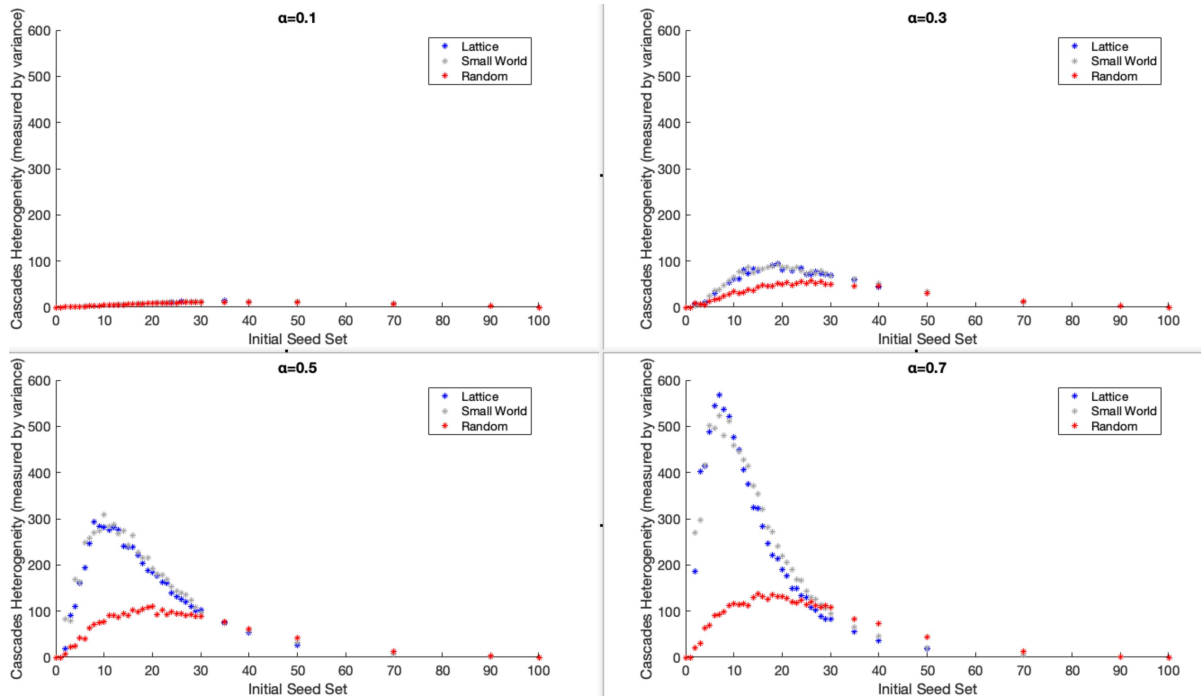 α=0.1
Cascades Heterogeneity (measured by variance)
600
500
400
300
200
100
0
Lattice
Small World
Random
0 10 20 30 40 50 60 70 80 90 100
Initial Seed Set
α=0.3
Cascades Heterogeneity (measured by variance)
600
500
400
300
200
100
0
Lattice
Small World
Random
0 10 20 30 40 50 60 70 80 90 100
Initial Seed Set
α=0.5
Cascades Heterogeneity (measured by variance)
600
500
400
300
200
100
0
Lattice
Small World
Random
0 10 20 30 40 50 60 70 80 90 100
Initial Seed Set
α=0.7
Cascades Heterogeneity (measured by variance)
600
500
400
300
200
100
0
Lattice
Small World
Random
0 10 20 30 40 50 60 70 80 90 100
Initial Seed Set